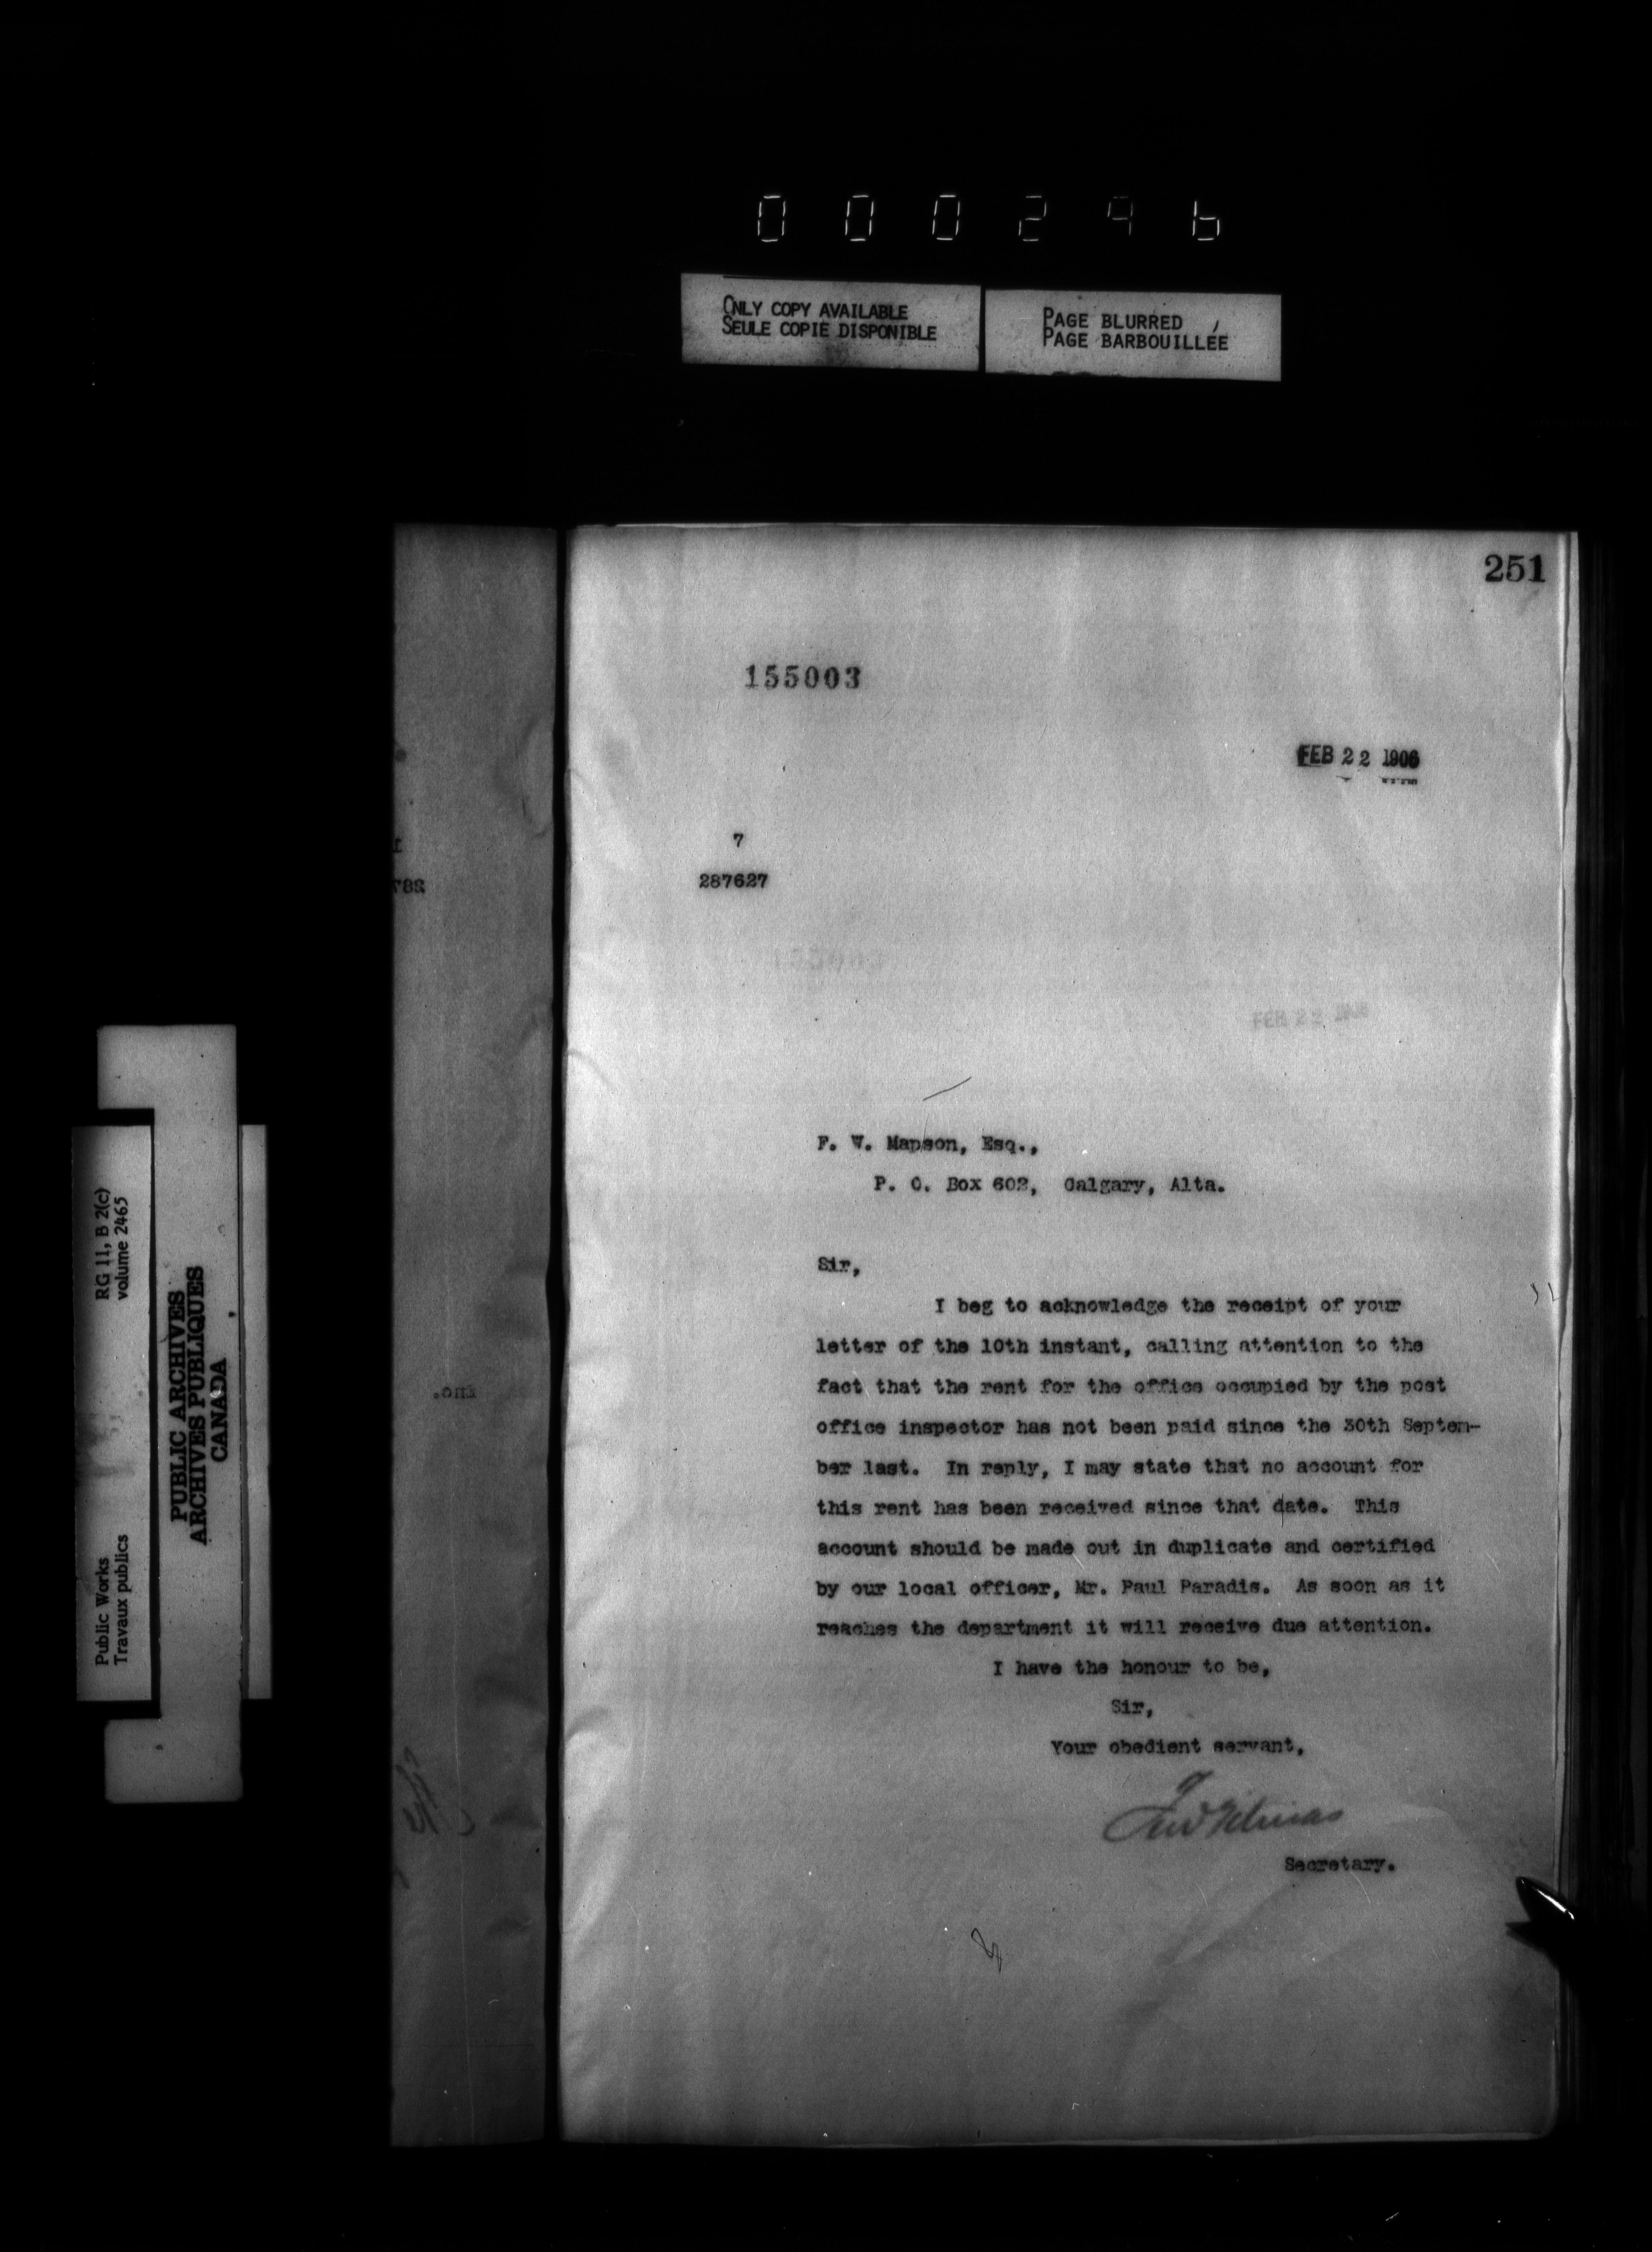 000296
ONLY COPY AVAILABLE
SEULE COPIE DISPONIBLE
PAGE BLURRED
PAGE BARBOUILLÉE
251
155003
FEB 22 1906
7
287627
FEB 22
F. W. Mapson, Esq.,
P. O. Box 602, Calgary, Alta.
Sir,
I beg to acknowledge the receipt of your
letter of the 10th instant, calling attention to the
fact that the rent for the office occupied by the post
office inspector has not been paid since the 30th Septem-
ber last. In reply, I may state that no account for
this rent has been received since that date. This
account should be made out in duplicate and certified
by our local officer, Mr. Paul Paradis. As soon as it
reaches the department it will receive due attention.
I have the honour to be,
Sir,
Your obedient servant,
Secretary.
RG 11, B 2(c)
volume 2465
PUBLIC ARCHIVES
ARCHIVES PUBLIQUES
CANADA
Public Works
Travaux publics